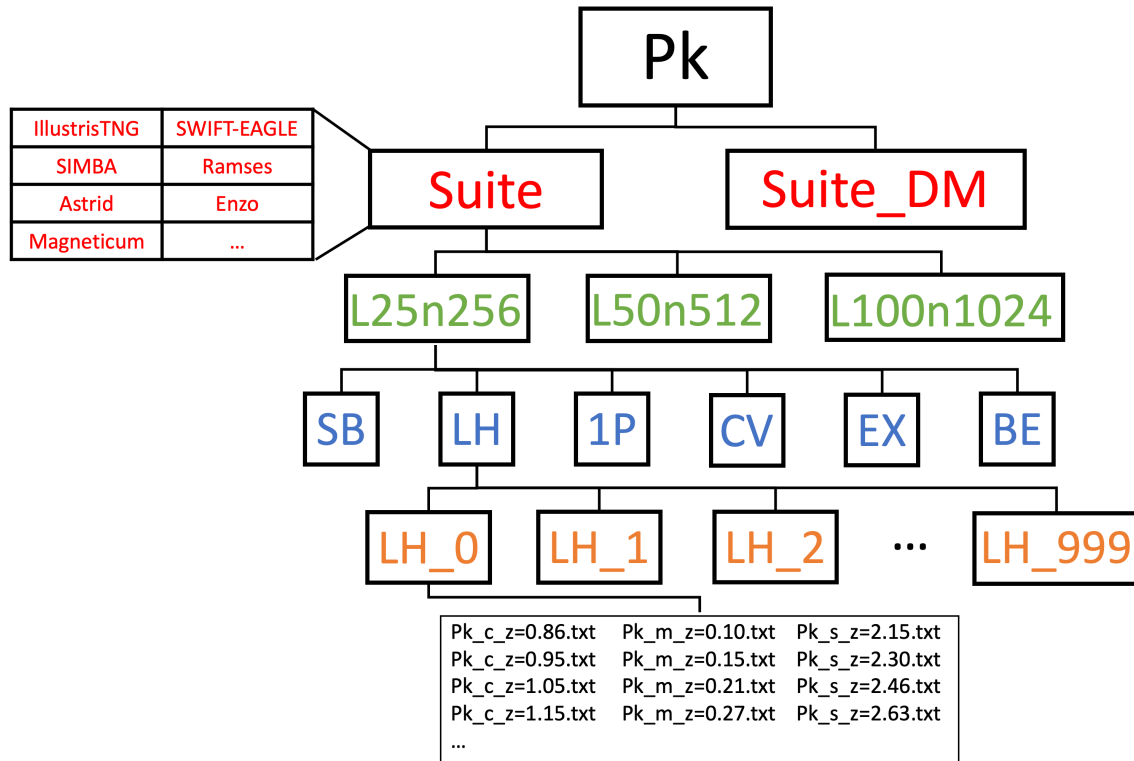 Pk
IllustrisTNG SWIFT-EAGLE
SIMBA Ramses
Astrid Enzo
Magneticum ...
Suite Suite_DM
L25n256 L50n512 L100n1024
SB LH 1P CV EX BE
LH_0 LH_1 LH_2 ... LH_999
Pk_c_z=0.86.txt Pk_m_z=0.10.txt Pk_s_z=2.15.txt
Pk_c_z=0.95.txt Pk_m_z=0.15.txt Pk_s_z=2.30.txt
Pk_c_z=1.05.txt Pk_m_z=0.21.txt Pk_s_z=2.46.txt
Pk_c_z=1.15.txt Pk_m_z=0.27.txt Pk_s_z=2.63.txt
...